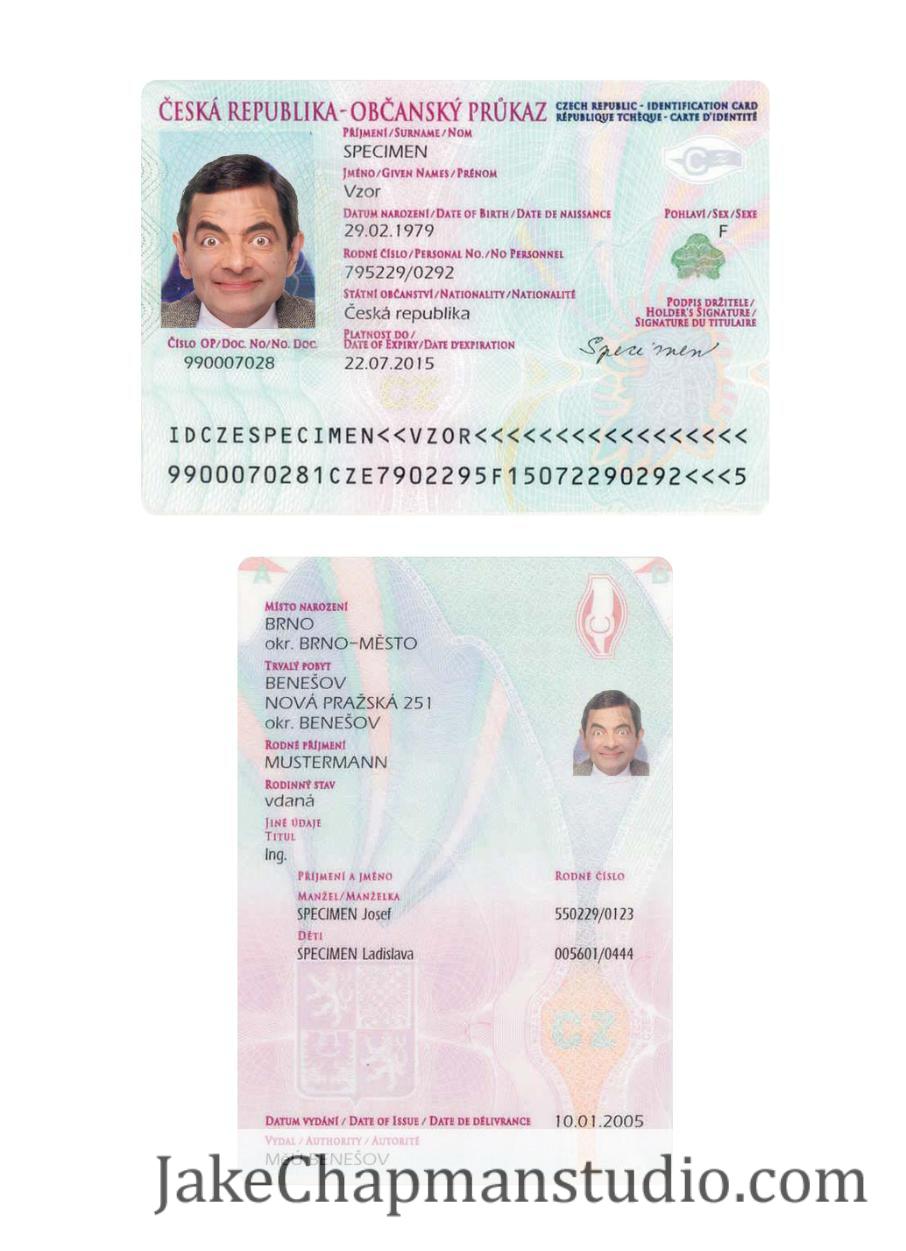 ČESKÁ REPUBLIKA-OBČANSKÝ PRŮKAZ CZECH REPUBLIC - IDENTIFICATION CARD
RÉPUBLIQUE TCHÈQUE - CARTE D'IDENTITÉ
PŘÍJMENÍ/SURNAME/NOM
SPECIMEN
JMÉNO/GIVEN NAMES/PRÉNOM
Vzor
DATUM NAROZENÍ/DATE OF BIRTH/DATE DE NAISSANCE POHLAVÍ/SEX/SEXE
29.02.1979 F
RODNÉ ČÍSLO/PERSONAL NO./NO PERSONNEL
795229/0292
STÁTNÍ OBČANSTVÍ/NATIONALITY/NATIONALITÉ
Česká republika
PODPIS DRŽITELE/
HOLDER'S SIGNATURE/
SIGNATURE DU TITULAIRE
PLATNOST DO/
DATE OF EXPIRY/DATE D'EXPIRATION
22.07.2015
Specimen
ČÍSLO OP/DOC. NO/NO. DOC.
990007028
CZ
IDCZESPECIMEN<<VZOR<<<<<<<<<<<<<<<<<
9900070281CZE7902295F15072290292<<<5
A B
MÍSTO NAROZENÍ
BRNO
okr. BRNO-MĚSTO
TRVALÝ POBYT
BENEŠOV
NOVÁ PRAŽSKÁ 251
okr. BENEŠOV
RODNÉ PŘÍJMENÍ
MUSTERMANN
RODINNÝ STAV
vdaná
JINÉ ÚDAJE
TITUL
Ing.
PŘÍJMENÍ A JMÉNO RODNÉ ČÍSLO
MANŽEL/MANŽELKA
SPECIMEN Josef 550229/0123
DĚTI
SPECIMEN Ladislava 005601/0444
CZ
DATUM VYDÁNÍ / DATE OF ISSUE / DATE DE DÉLIVRANCE 10.01.2005
VYDAL / AUTHORITY / AUTORITÉ
MěÚ BENEŠOV
JakeChapmanstudio.com